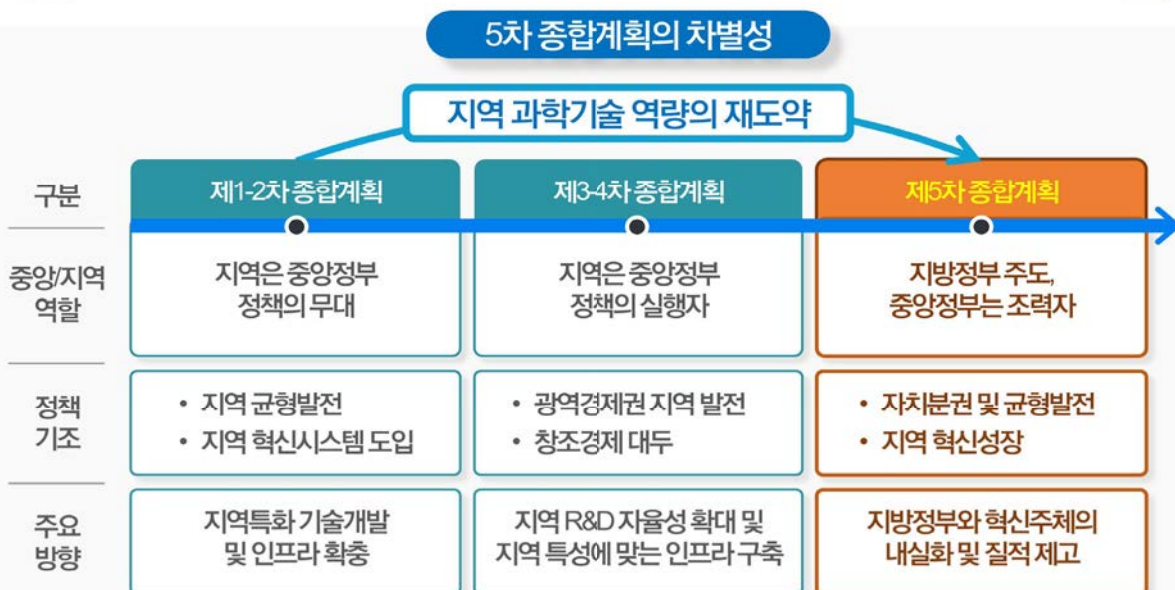 5차 종합계획의 차별성
지역 과학기술 역량의 재도약
구분
제1-2차 종합계획
제3-4차 종합계획
제5차 종합계획
중앙/지역
역할
지역은 중앙정부
정책의 무대
지역은 중앙정부
정책의 실행자
지방정부 주도,
중앙정부는 조력자
정책
기조
• 지역 균형발전
• 지역 혁신시스템 도입
• 광역경제권 지역 발전
• 창조경제 대두
• 자치분권 및 균형발전
• 지역 혁신성장
주요
방향
지역특화 기술개발
및 인프라 확충
지역 R&D 자율성 확대 및
지역 특성에 맞는 인프라 구축
지방정부와 혁신주체의
내실화 및 질적 제고